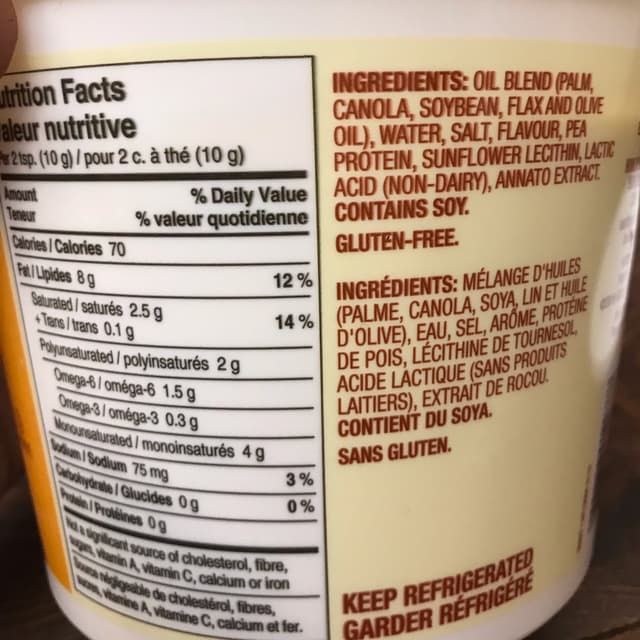 utrition Facts
aleur nutritive
er 2 tsp. (10 g) / pour 2 c. à thé (10 g)
Amount % Daily Value
Teneur % valeur quotidienne
Calories / Calories 70
Fat / Lipides 8 g 12 %
Saturated / saturés 2.5 g 14 %
+ Trans / trans 0.1 g
Polyunsaturated / polyinsaturés 2 g
Omega-6 / oméga-6 1.5 g
Omega-3 / oméga-3 0.3 g
Monounsaturated / monoinsaturés 4 g
Sodium / Sodium 75 mg 3 %
Carbohydrate / Glucides 0 g 0 %
Protein / Protéines 0 g
Not a significant source of cholesterol, fibre,
sugars, vitamin A, vitamin C, calcium or iron
Source négligeable de cholestérol, fibres,
sucres, vitamine A, vitamine C, calcium et fer.
INGREDIENTS: OIL BLEND (PALM,
CANOLA, SOYBEAN, FLAX AND OLIVE
OIL), WATER, SALT, FLAVOUR, PEA
PROTEIN, SUNFLOWER LECITHIN, LACTIC
ACID (NON-DAIRY), ANNATO EXTRACT.
CONTAINS SOY.
GLUTEN-FREE.
INGRÉDIENTS: MÉLANGE D'HUILES
(PALME, CANOLA, SOYA, LIN ET HUILE
D'OLIVE), EAU, SEL, ARÔME, PROTÉINE
DE POIS, LÉCITHINE DE TOURNESOL,
ACIDE LACTIQUE (SANS PRODUITS
LAITIERS), EXTRAIT DE ROCOU.
CONTIENT DU SOYA.
SANS GLUTEN.
KEEP REFRIGERATED
GARDER RÉFRIGÉRÉ